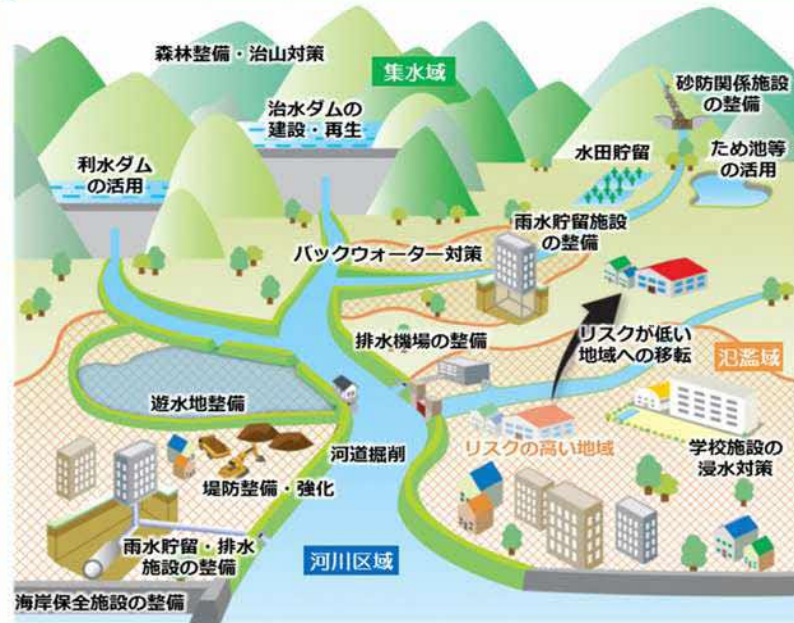 森林整備・治山対策
集水域
砂防関係施設
の整備
治水ダムの
建設・再生
利水ダム
の活用
水田貯留
ため池等
の活用
雨水貯留施設
の整備
バックウォーター対策
排水機場の整備
リスクが低い
地域への移転
氾濫域
遊水地整備
リスクの高い地域
学校施設の
浸水対策
河道掘削
堤防整備・強化
雨水貯留・排水
施設の整備
河川区域
海岸保全施設の整備